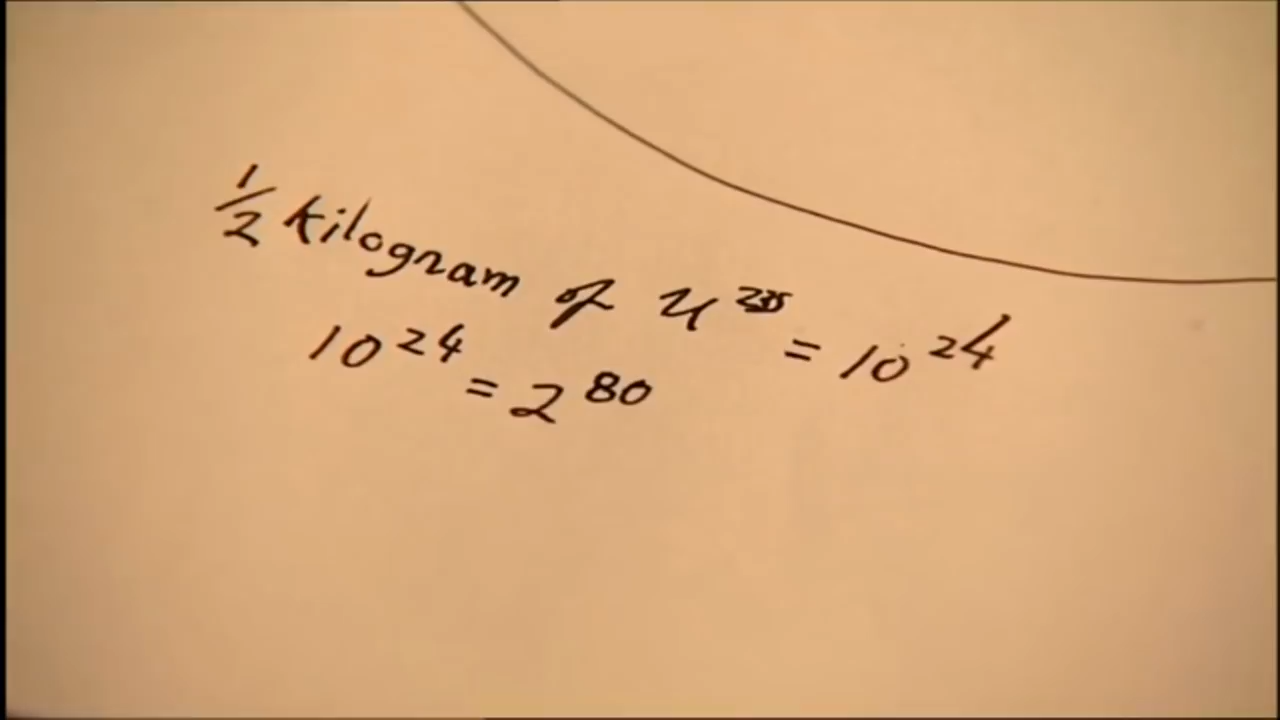 ½ kilogram of U²³⁵ = 10²⁴
10²⁴ = 2⁸⁰